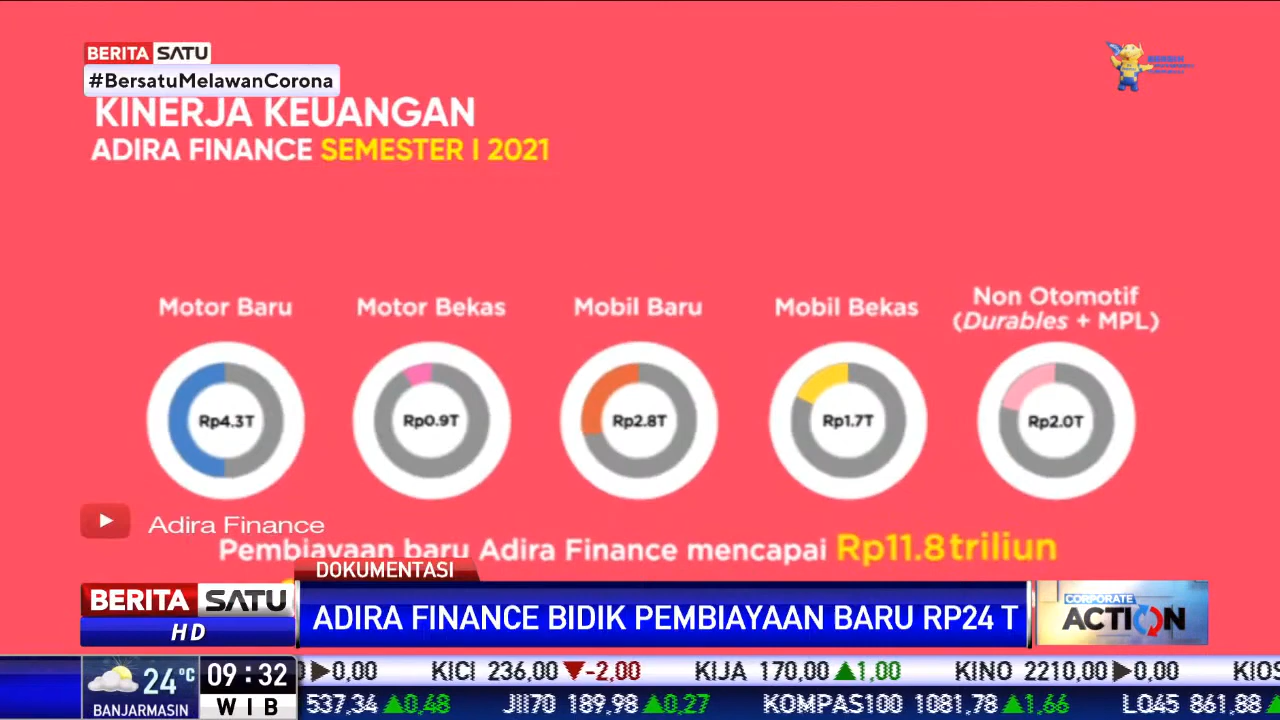 BERITA SATU
#BersatuMelawanCorona
KINERJA KEUANGAN
ADIRA FINANCE SEMESTER I 2021
Motor Baru
Motor Bekas
Mobil Baru
Mobil Bekas
Non Otomotif
(Durables + MPL)
Rp4.3T
Rp0.9T
Rp2.8T
Rp1.7T
Rp2.0T
Adira Finance
Pembiayaan baru Adira Finance mencapai Rp11.8 triliun
DOKUMENTASI
BERITA SATU
HD
ADIRA FINANCE BIDIK PEMBIAYAAN BARU RP24 T
CORPORATE
ACTION
24°C
BANJARMASIN
09:32
WIB
▶0,00 KICI 236,00 ▼-2,00 KIJA 170,0 ▲1,00 KINO 2210,00 ▶0,00 KIOS
537,34 ▲0,48 JII70 189,98 ▲0,27 KOMPAS100 ,78 ▲1,66 LQ45 861,88